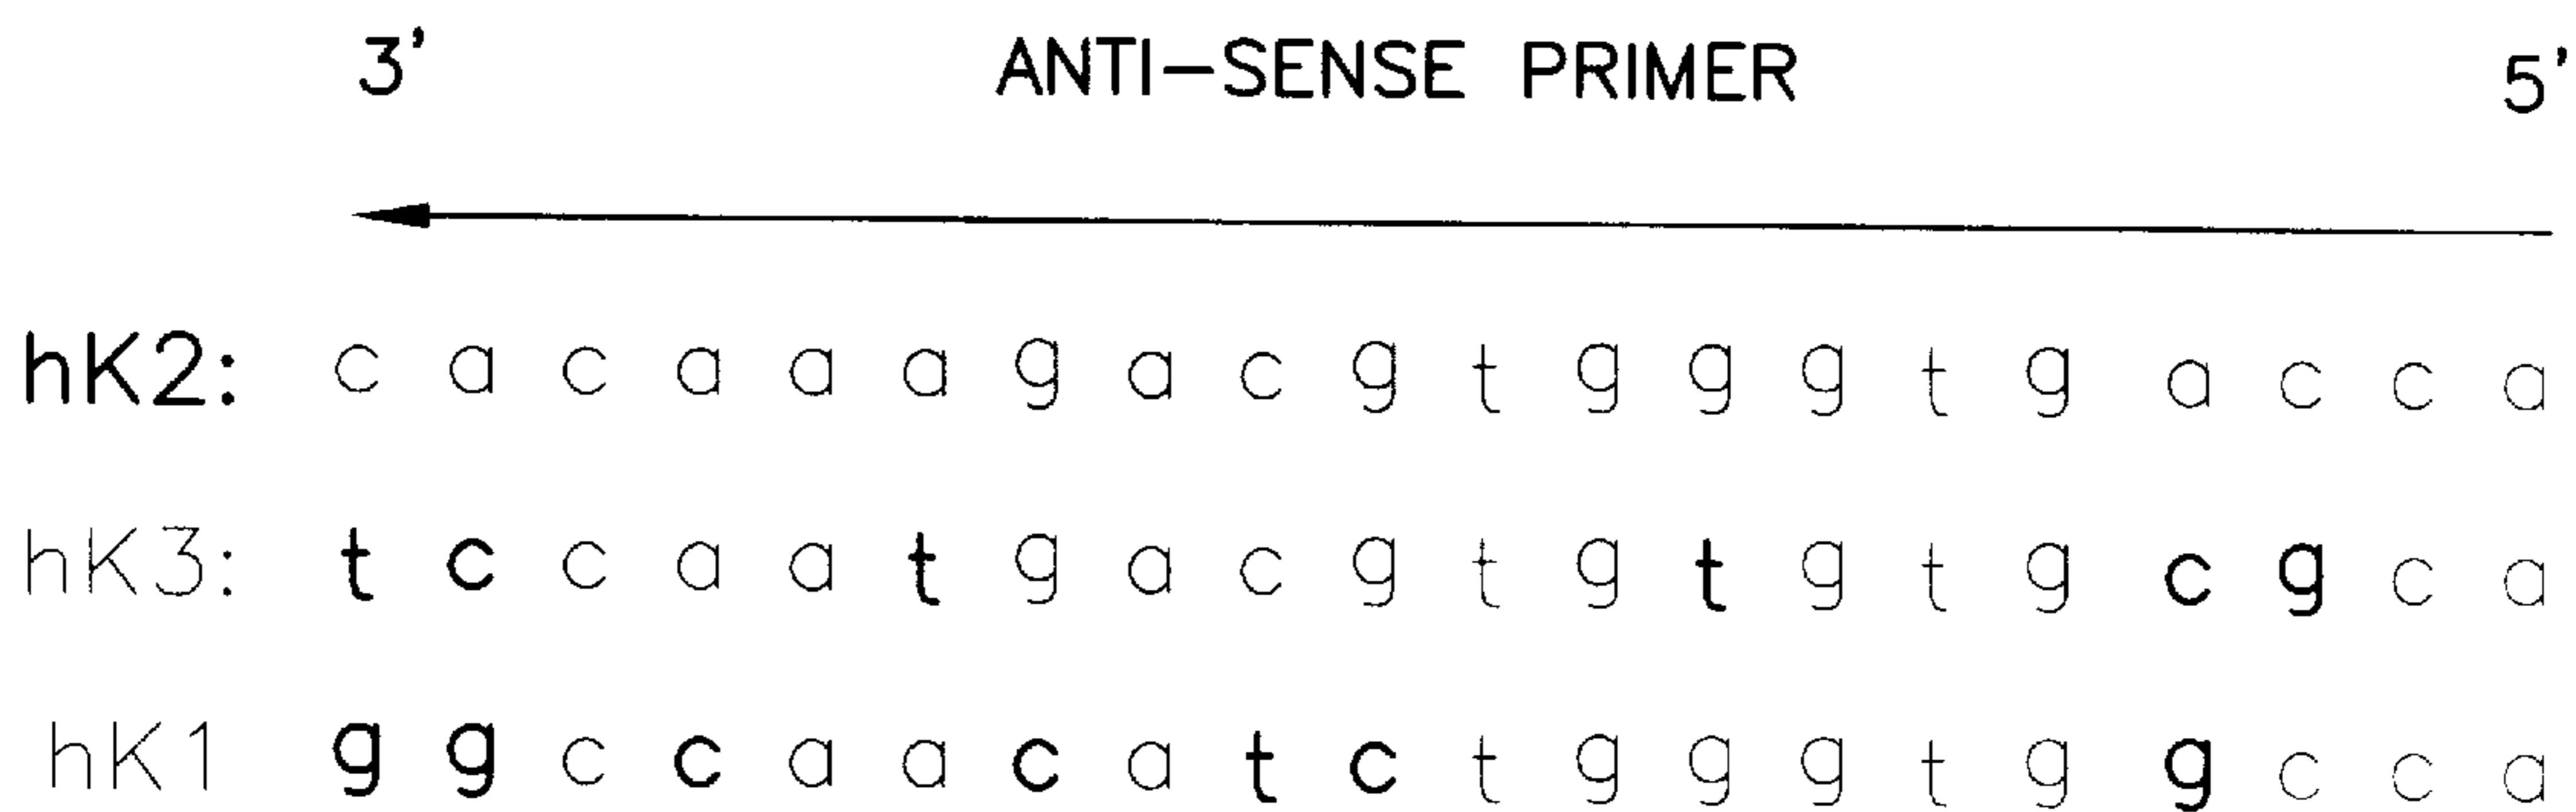 3' ANTI-SENSE PRIMER 5'
hK2: c a c a a a g a c g t g g g t g a c c a
hK3: t c c a a t g a c g t g t g t g c g c a
hK1 g g c c a a c a t c t g g g t g g c c a